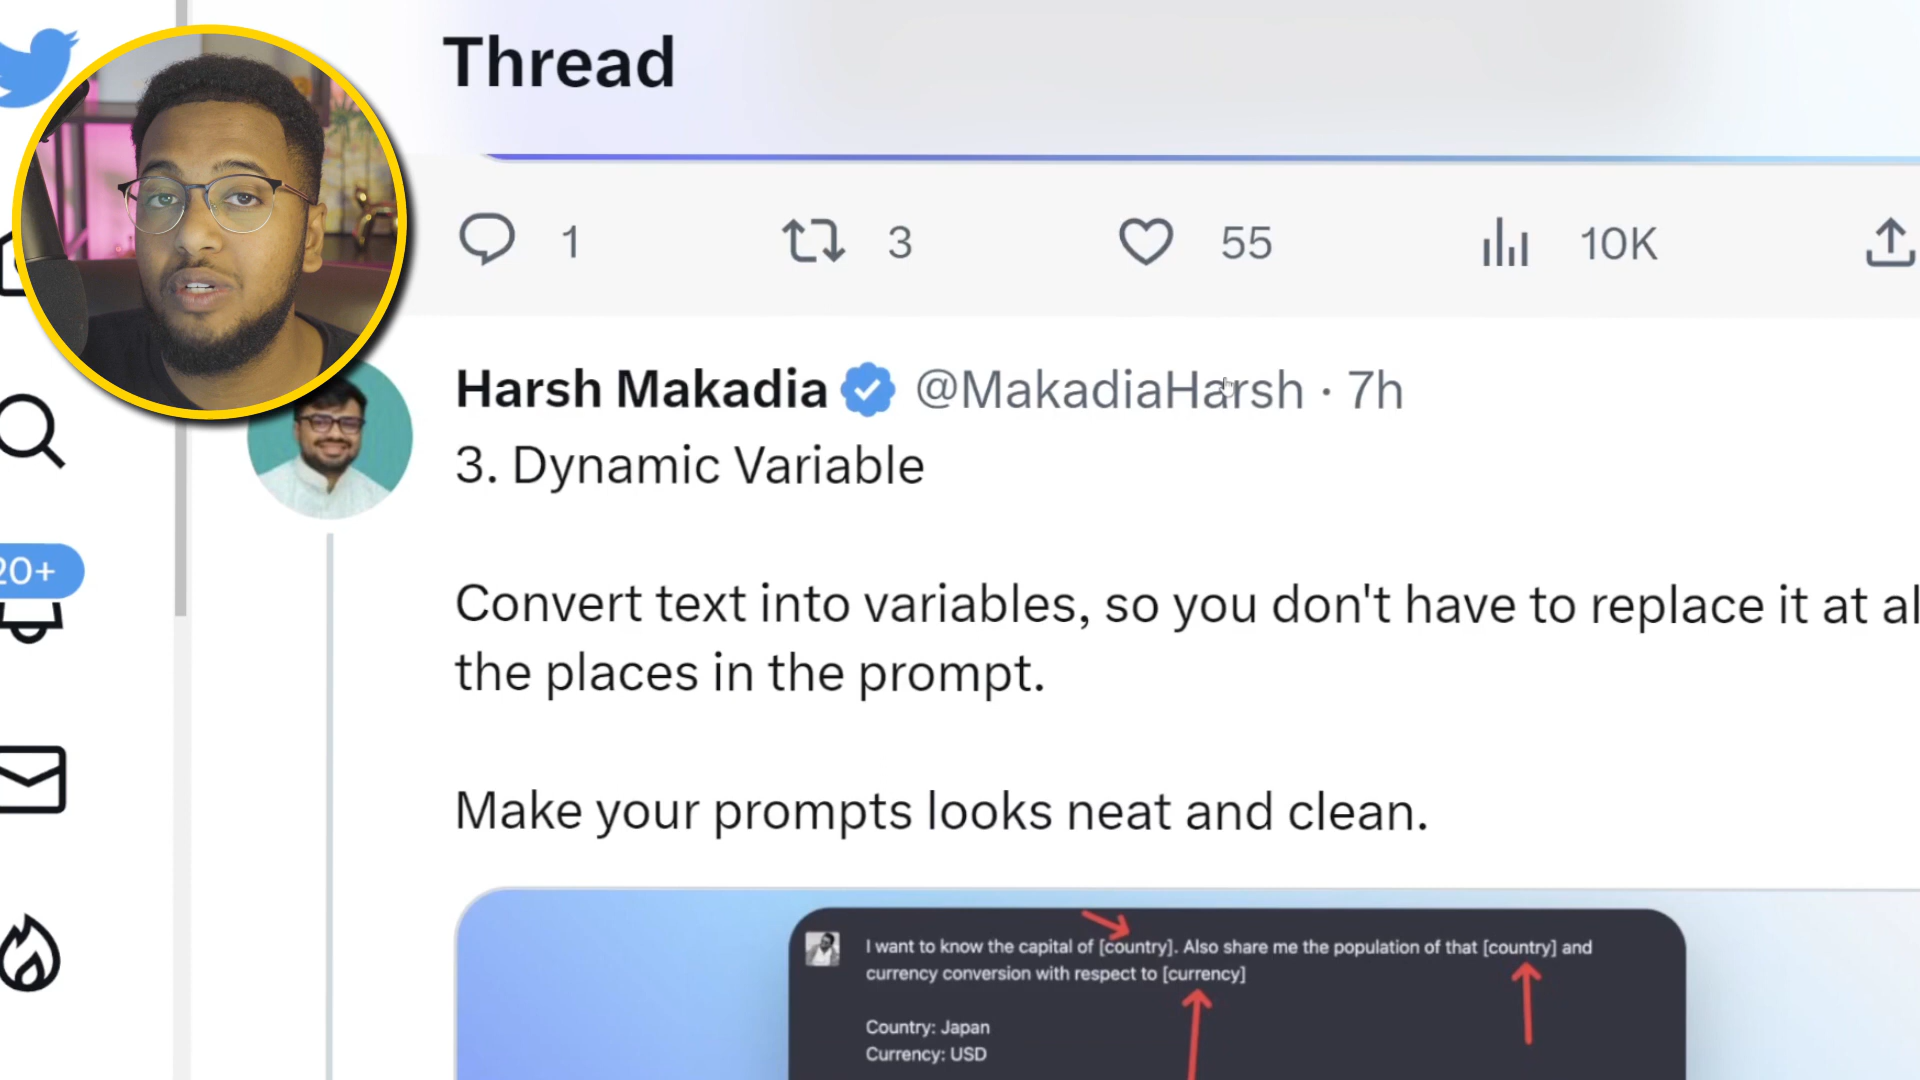 Thread
1 3 55 10K
Harsh Makadia @MakadiaHarsh · 7h
3. Dynamic Variable
20+
Convert text into variables, so you don't have to replace it at al
the places in the prompt.
Make your prompts looks neat and clean.
I want to know the capital of [country]. Also share me the population of that [country] and
currency conversion with respect to [currency]
Country: Japan
Currency: USD